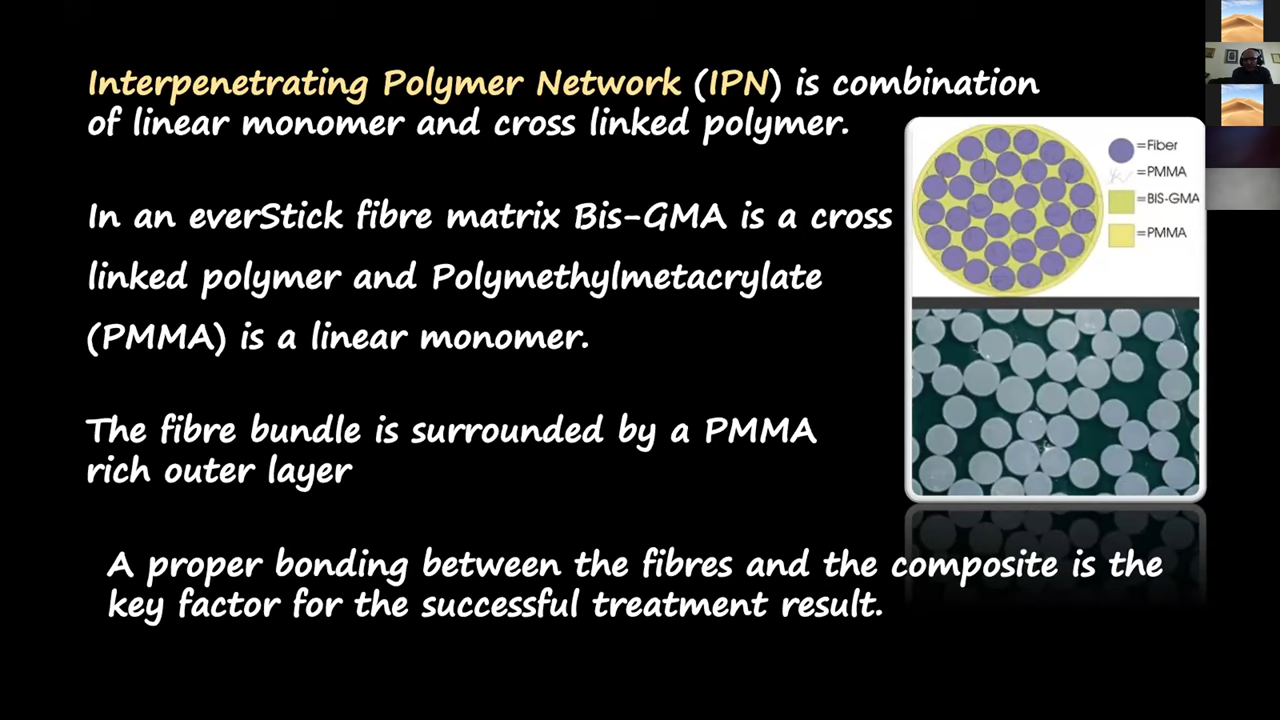 Interpenetrating Polymer Network (IPN) is combination
of linear monomer and cross linked polymer.
In an everStick fibre matrix Bis-GMA is a cross
linked polymer and Polymethylmetacrylate
(PMMA) is a linear monomer.
The fibre bundle is surrounded by a PMMA
rich outer layer
=Fiber
=PMMA
=BIS-GMA
=PMMA
A proper bonding between the fibres and the composite is the
key factor for the successful treatment result.